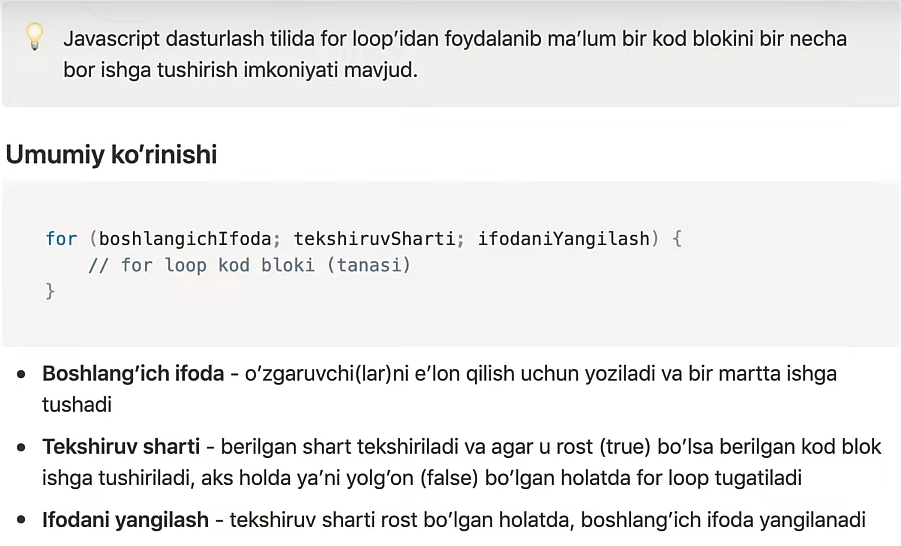 Javascript dasturlash tilida for loop’idan foydalanib ma’lum bir kod blokini bir necha
bor ishga tushirish imkoniyati mavjud.
Umumiy ko’rinishi
for (boshlangichIfoda; tekshiruvSharti; ifodaniYangilash) {
// for loop kod bloki (tanasi)
}
• Boshlang’ich ifoda - o’zgaruvchi(lar)ni e’lon qilish uchun yoziladi va bir martta ishga
tushadi
• Tekshiruv sharti - berilgan shart tekshiriladi va agar u rost (true) bo’lsa berilgan kod blok
ishga tushiriladi, aks holda ya’ni yolg’on (false) bo’lgan holatda for loop tugatiladi
• Ifodani yangilash - tekshiruv sharti rost bo’lgan holatda, boshlang’ich ifoda yangilanadi